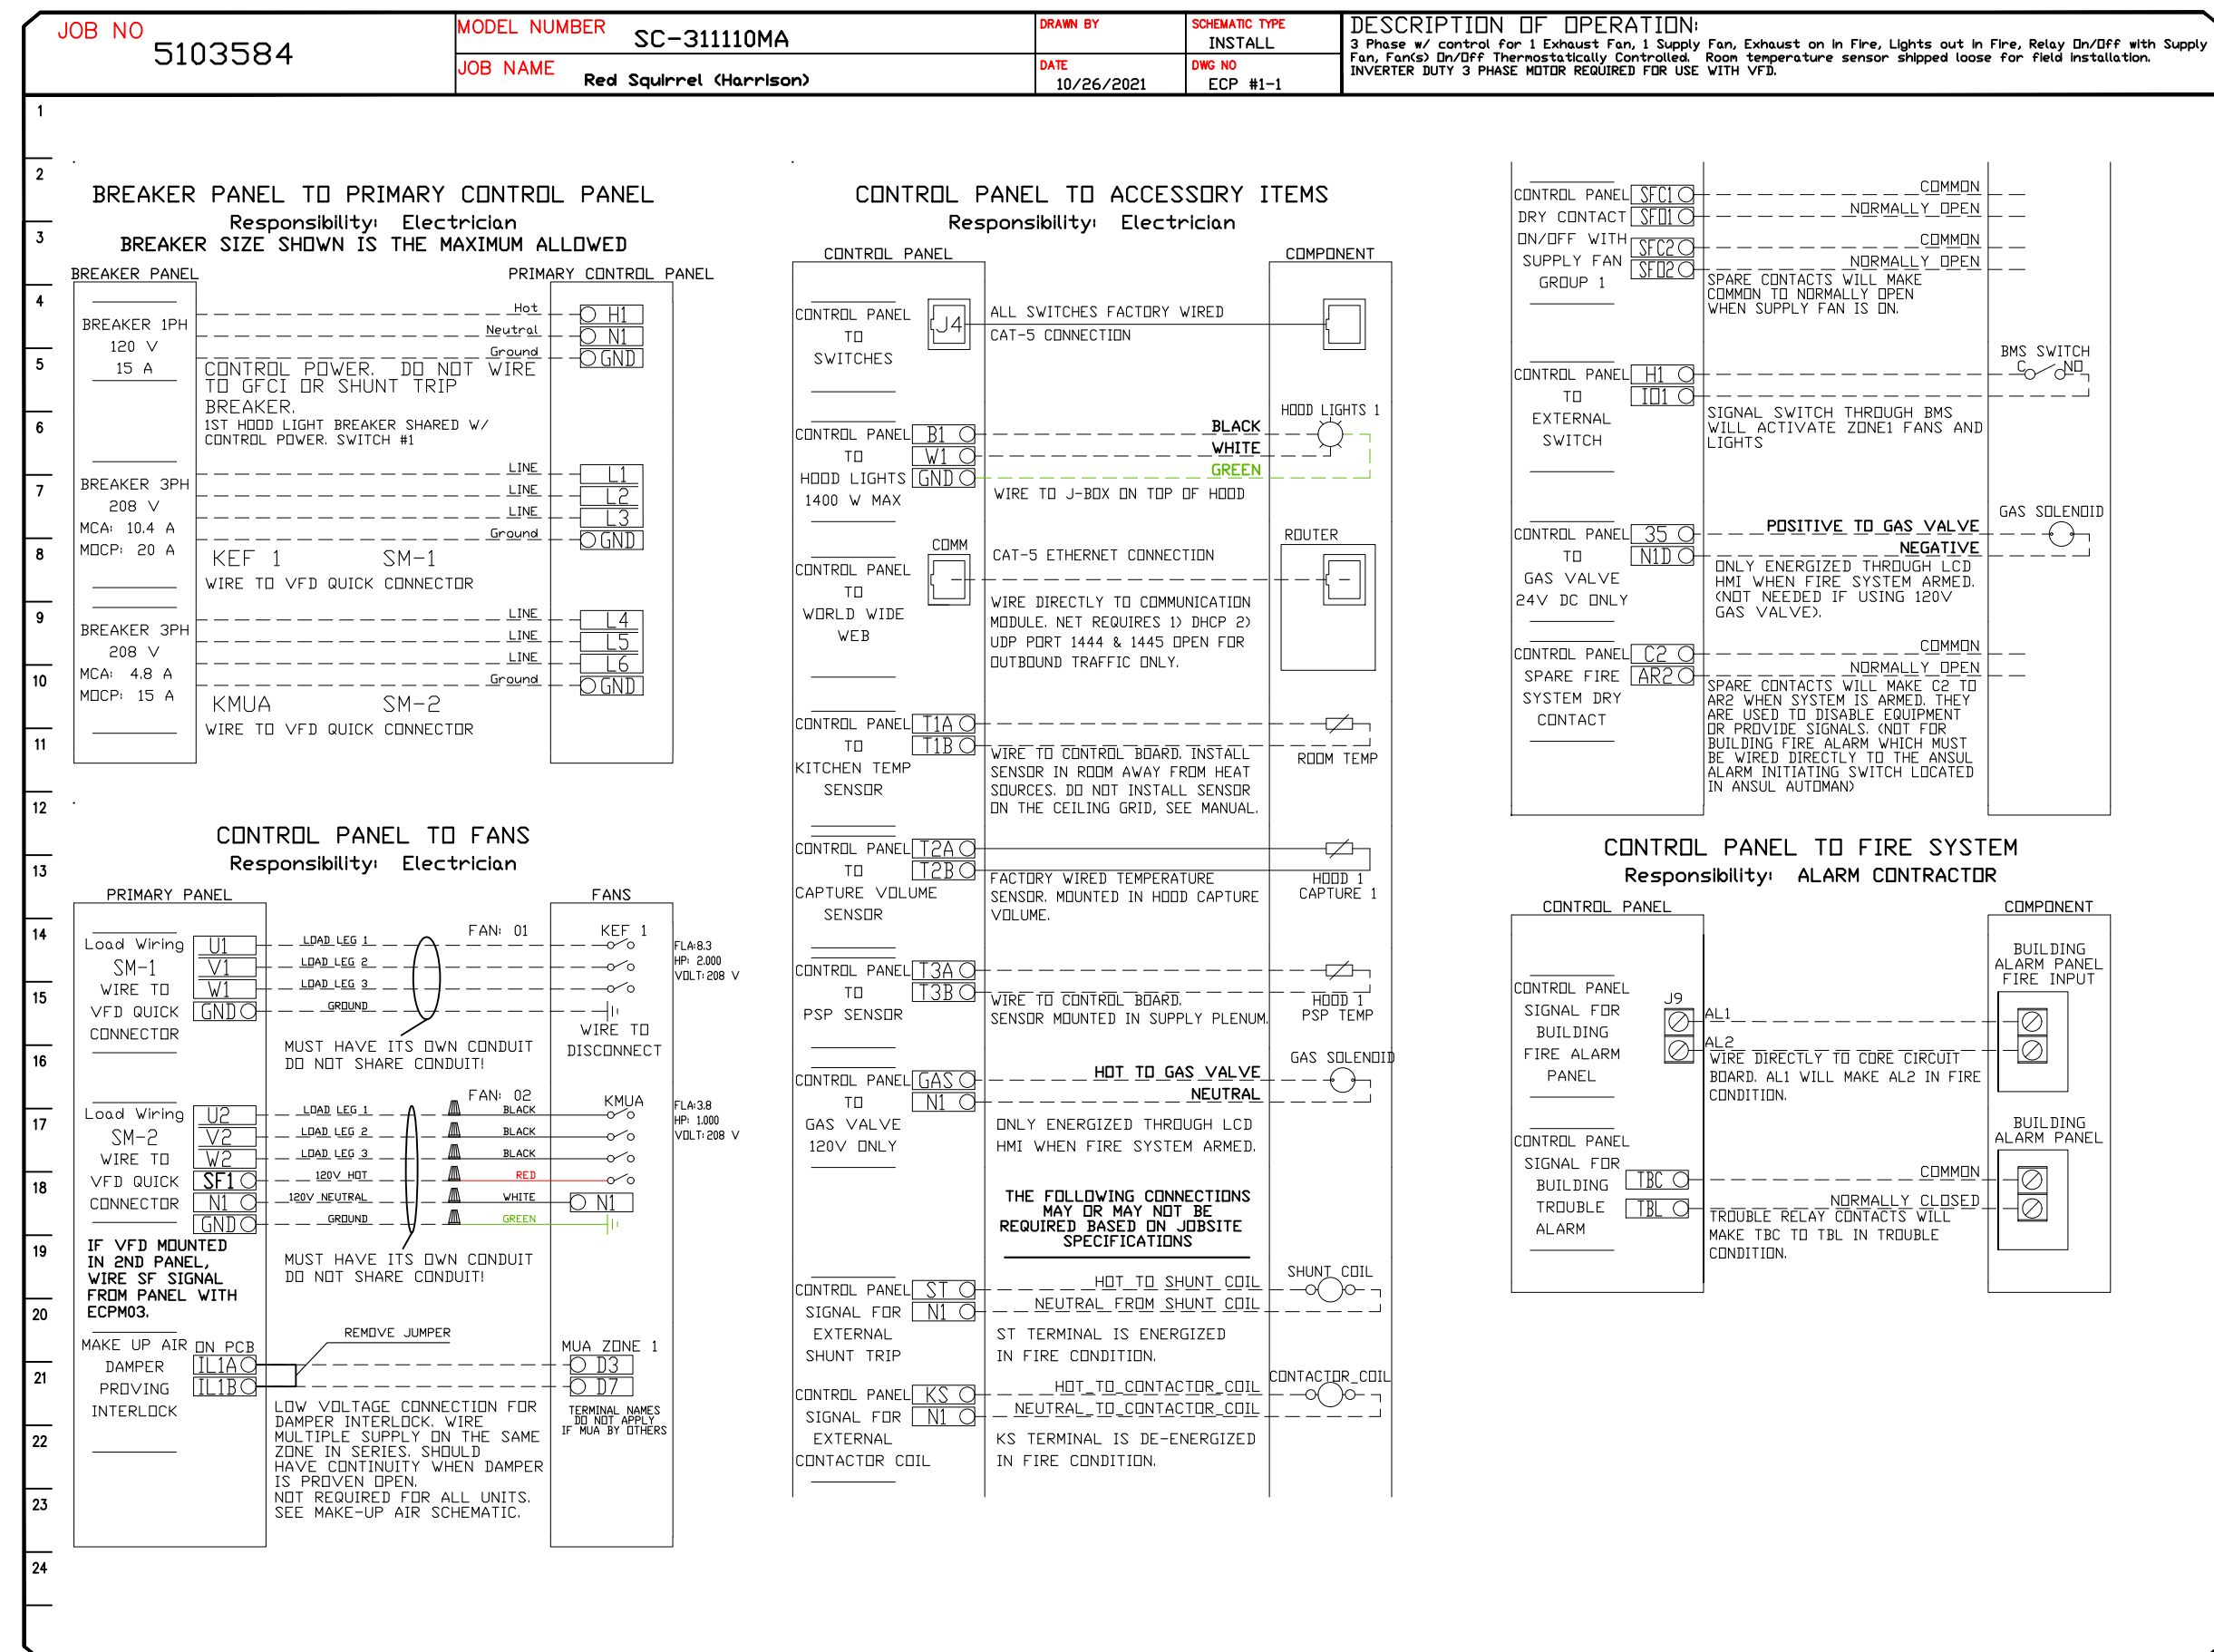 JOB NO
5103584
MODEL NUMBER
SC-311110MA
JOB NAME
Red Squirrel (Harrison)
DRAWN BY
DATE
10/26/2021
SCHEMATIC TYPE
INSTALL
DWG NO
ECP #1-1
DESCRIPTION OF OPERATION:
3 Phase w/ control for 1 Exhaust Fan, 1 Supply Fan, Exhaust on in Fire, Lights out in Fire, Relay On/Off with Supply
Fan, Fan(s) On/Off Thermostatically Controlled. Room temperature sensor shipped loose for field installation.
INVERTER DUTY 3 PHASE MOTOR REQUIRED FOR USE WITH VFD.
1
2
3
4
5
6
7
8
9
10
11
12
13
14
15
16
17
18
19
20
21
22
23
24
BREAKER PANEL TO PRIMARY CONTROL PANEL
Responsibility: Electrician
BREAKER SIZE SHOWN IS THE MAXIMUM ALLOWED
BREAKER PANEL
PRIMARY CONTROL PANEL
BREAKER 1PH
120 V
15 A
Hot
H1
Neutral
N1
Ground
GND
CONTROL POWER. DO NOT WIRE
TO GFCI OR SHUNT TRIP
BREAKER.
1ST HOOD LIGHT BREAKER SHARED W/
CONTROL POWER. SWITCH #1
BREAKER 3PH
208 V
MCA: 10.4 A
MOCP: 20 A
LINE
L1
LINE
L2
LINE
L3
Ground
GND
KEF 1 SM-1
WIRE TO VFD QUICK CONNECTOR
BREAKER 3PH
208 V
MCA: 4.8 A
MOCP: 15 A
LINE
L4
LINE
L5
LINE
L6
Ground
GND
KMUA SM-2
WIRE TO VFD QUICK CONNECTOR
CONTROL PANEL TO FANS
Responsibility: Electrician
PRIMARY PANEL
FANS
Load Wiring
SM-1
WIRE TO
VFD QUICK
CONNECTOR
U1
V1
W1
GND
LOAD LEG 1
LOAD LEG 2
LOAD LEG 3
GROUND
FAN: 01
KEF 1
FLA:8.3
HP: 2.000
VOLT:208 V
WIRE TO
DISCONNECT
MUST HAVE ITS OWN CONDUIT
DO NOT SHARE CONDUIT!
Load Wiring
SM-2
WIRE TO
VFD QUICK
CONNECTOR
U2
V2
W2
SF1
N1
GND
LOAD LEG 1
LOAD LEG 2
LOAD LEG 3
120V HOT
120V NEUTRAL
GROUND
FAN: 02
BLACK
BLACK
BLACK
RED
WHITE
GREEN
KMUA
N1
FLA:3.8
HP: 1.000
VOLT:208 V
MUST HAVE ITS OWN CONDUIT
DO NOT SHARE CONDUIT!
IF VFD MOUNTED
IN 2ND PANEL,
WIRE SF SIGNAL
FROM PANEL WITH
ECPM03.
MAKE UP AIR
DAMPER
PROVING
INTERLOCK
ON PCB
IL1A
IL1B
REMOVE JUMPER
MUA ZONE 1
D3
D7
TERMINAL NAMES
DO NOT APPLY
IF MUA BY OTHERS
LOW VOLTAGE CONNECTION FOR
DAMPER INTERLOCK. WIRE
MULTIPLE SUPPLY ON THE SAME
ZONE IN SERIES. SHOULD
HAVE CONTINUITY WHEN DAMPER
IS PROVEN OPEN.
NOT REQUIRED FOR ALL UNITS.
SEE MAKE-UP AIR SCHEMATIC.
CONTROL PANEL TO ACCESSORY ITEMS
Responsibility: Electrician
CONTROL PANEL
COMPONENT
CONTROL PANEL
TO
SWITCHES
J4
ALL SWITCHES FACTORY WIRED
CAT-5 CONNECTION
CONTROL PANEL
TO
HOOD LIGHTS
1400 W MAX
B1
W1
GND
BLACK
WHITE
GREEN
HOOD LIGHTS 1
WIRE TO J-BOX ON TOP OF HOOD
CONTROL PANEL
TO
WORLD WIDE
WEB
COMM
CAT-5 ETHERNET CONNECTION
ROUTER
WIRE DIRECTLY TO COMMUNICATION
MODULE. NET REQUIRES 1) DHCP 2)
UDP PORT 1444 & 1445 OPEN FOR
OUTBOUND TRAFFIC ONLY.
CONTROL PANEL
TO
KITCHEN TEMP
SENSOR
T1A
T1B
ROOM TEMP
WIRE TO CONTROL BOARD. INSTALL
SENSOR IN ROOM AWAY FROM HEAT
SOURCES. DO NOT INSTALL SENSOR
ON THE CEILING GRID, SEE MANUAL.
CONTROL PANEL
TO
CAPTURE VOLUME
SENSOR
T2A
T2B
HOOD 1
CAPTURE 1
FACTORY WIRED TEMPERATURE
SENSOR. MOUNTED IN HOOD CAPTURE
VOLUME.
CONTROL PANEL
TO
PSP SENSOR
T3A
T3B
HOOD 1
PSP TEMP
WIRE TO CONTROL BOARD.
SENSOR MOUNTED IN SUPPLY PLENUM.
CONTROL PANEL
TO
GAS VALVE
120V ONLY
GAS
N1
HOT TO GAS VALVE
NEUTRAL
GAS SOLENOID
ONLY ENERGIZED THROUGH LCD
HMI WHEN FIRE SYSTEM ARMED.
THE FOLLOWING CONNECTIONS
MAY OR MAY NOT BE
REQUIRED BASED ON JOBSITE
SPECIFICATIONS
CONTROL PANEL
SIGNAL FOR
EXTERNAL
SHUNT TRIP
ST
N1
HOT TO SHUNT COIL
NEUTRAL FROM SHUNT COIL
SHUNT COIL
ST TERMINAL IS ENERGIZED
IN FIRE CONDITION.
CONTROL PANEL
SIGNAL FOR
EXTERNAL
CONTACTOR COIL
KS
N1
HOT TO CONTACTOR COIL
NEUTRAL TO CONTACTOR COIL
CONTACTOR COIL
KS TERMINAL IS DE-ENERGIZED
IN FIRE CONDITION.
CONTROL PANEL
DRY CONTACT
ON/OFF WITH
SUPPLY FAN
GROUP 1
SFC1
SFO1
SFC2
SFO2
COMMON
NORMALLY OPEN
COMMON
NORMALLY OPEN
SPARE CONTACTS WILL MAKE
COMMON TO NORMALLY OPEN
WHEN SUPPLY FAN IS ON.
CONTROL PANEL
TO
EXTERNAL
SWITCH
H1
IO1
BMS SWITCH
C
NO
SIGNAL SWITCH THROUGH BMS
WILL ACTIVATE ZONE1 FANS AND
LIGHTS
CONTROL PANEL
TO
GAS VALVE
24V DC ONLY
35
N1D
POSITIVE TO GAS VALVE
NEGATIVE
GAS SOLENOID
ONLY ENERGIZED THROUGH LCD
HMI WHEN FIRE SYSTEM ARMED.
(NOT NEEDED IF USING 120V
GAS VALVE).
CONTROL PANEL
SPARE FIRE
SYSTEM DRY
CONTACT
C2
AR2
COMMON
NORMALLY OPEN
SPARE CONTACTS WILL MAKE C2 TO
AR2 WHEN SYSTEM IS ARMED. THEY
ARE USED TO DISABLE EQUIPMENT
OR PROVIDE SIGNALS. (NOT FOR
BUILDING FIRE ALARM WHICH MUST
BE WIRED DIRECTLY TO THE ANSUL
ALARM INITIATING SWITCH LOCATED
IN ANSUL AUTOMAN)
CONTROL PANEL TO FIRE SYSTEM
Responsibility: ALARM CONTRACTOR
CONTROL PANEL
COMPONENT
CONTROL PANEL
SIGNAL FOR
BUILDING
FIRE ALARM
PANEL
J9
AL1
AL2
BUILDING
ALARM PANEL
FIRE INPUT
WIRE DIRECTLY TO CORE CIRCUIT
BOARD. AL1 WILL MAKE AL2 IN FIRE
CONDITION.
CONTROL PANEL
SIGNAL FOR
BUILDING
TROUBLE
ALARM
TBC
TBL
COMMON
NORMALLY CLOSED
BUILDING
ALARM PANEL
TROUBLE RELAY CONTACTS WILL
MAKE TBC TO TBL IN TROUBLE
CONDITION.